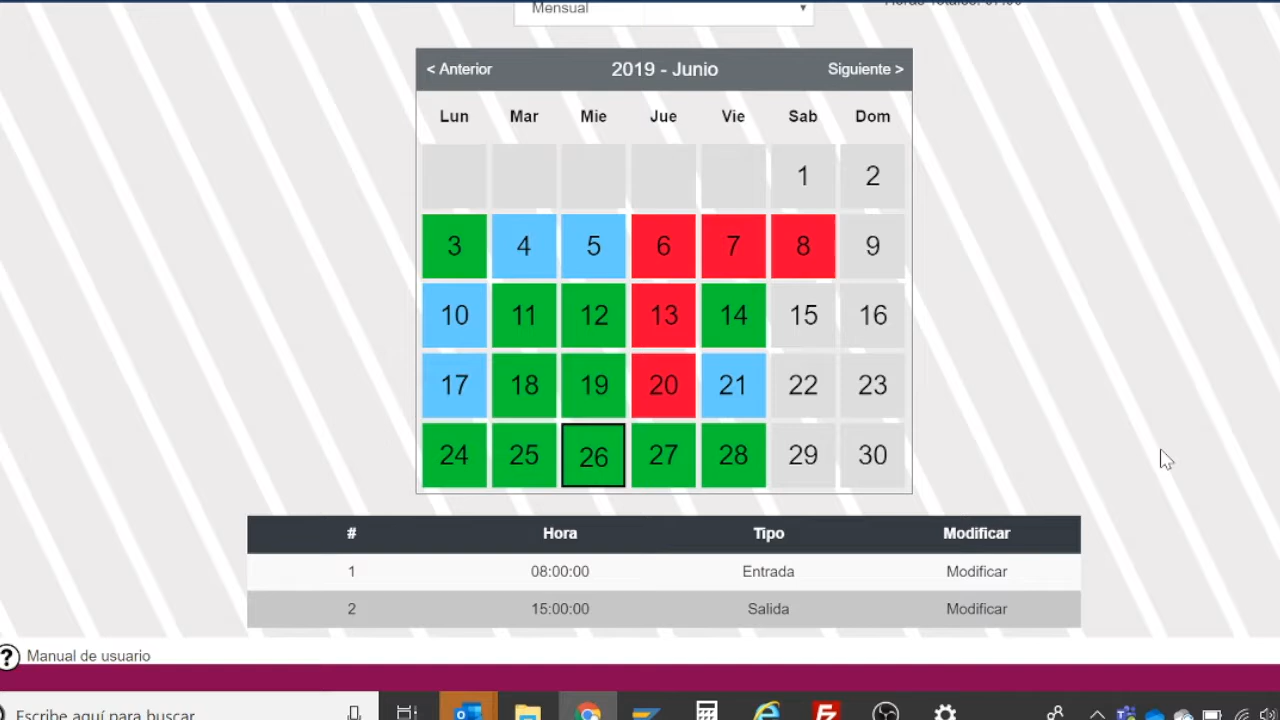 Mensual
< Anterior 2019 - Junio Siguiente >
Lun Mar Mie Jue Vie Sab Dom
1 2
3 4 5 6 7 8 9
10 11 12 13 14 15 16
17 18 19 20 21 22 23
24 25 26 27 28 29 30
# Hora Tipo Modificar
1 08:00:00 Entrada Modificar
2 15:00:00 Salida Modificar
? Manual de usuario
Escribe aquí para buscar